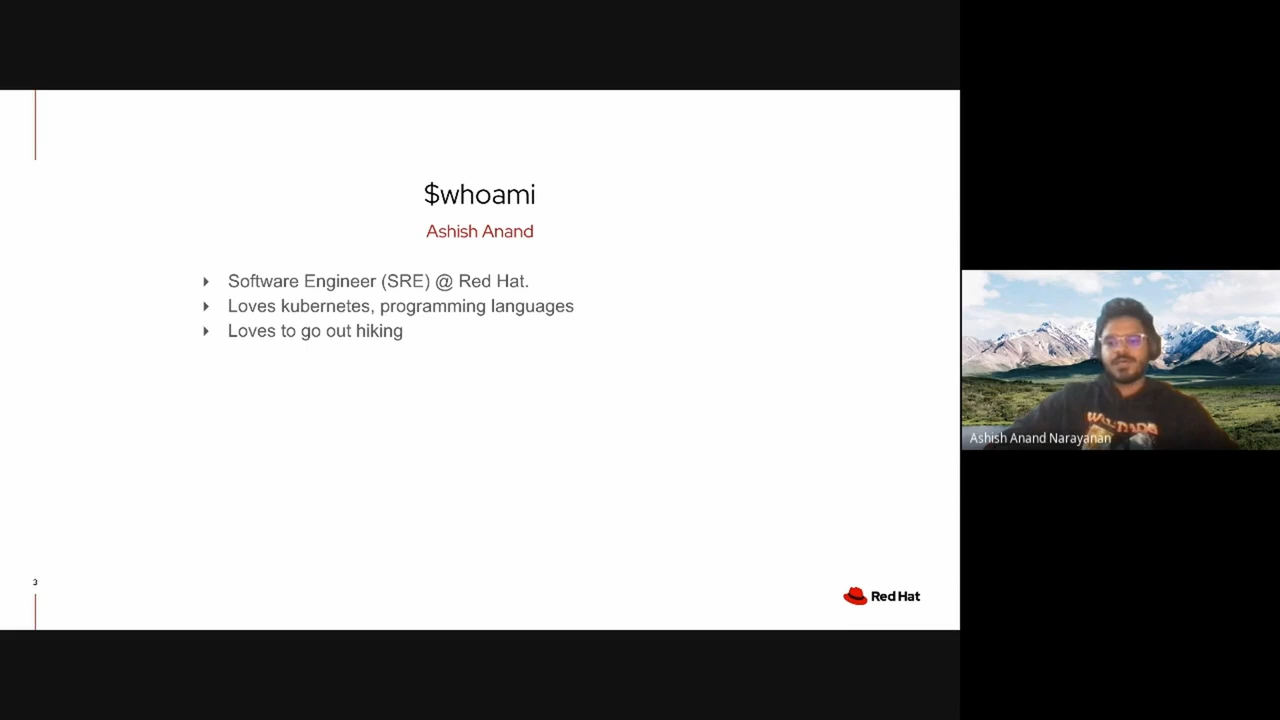 $whoami
Ashish Anand
Software Engineer (SRE) @ Red Hat.
Loves kubernetes, programming languages
Loves to go out hiking
Ashish Anand Narayanan
3
Red Hat